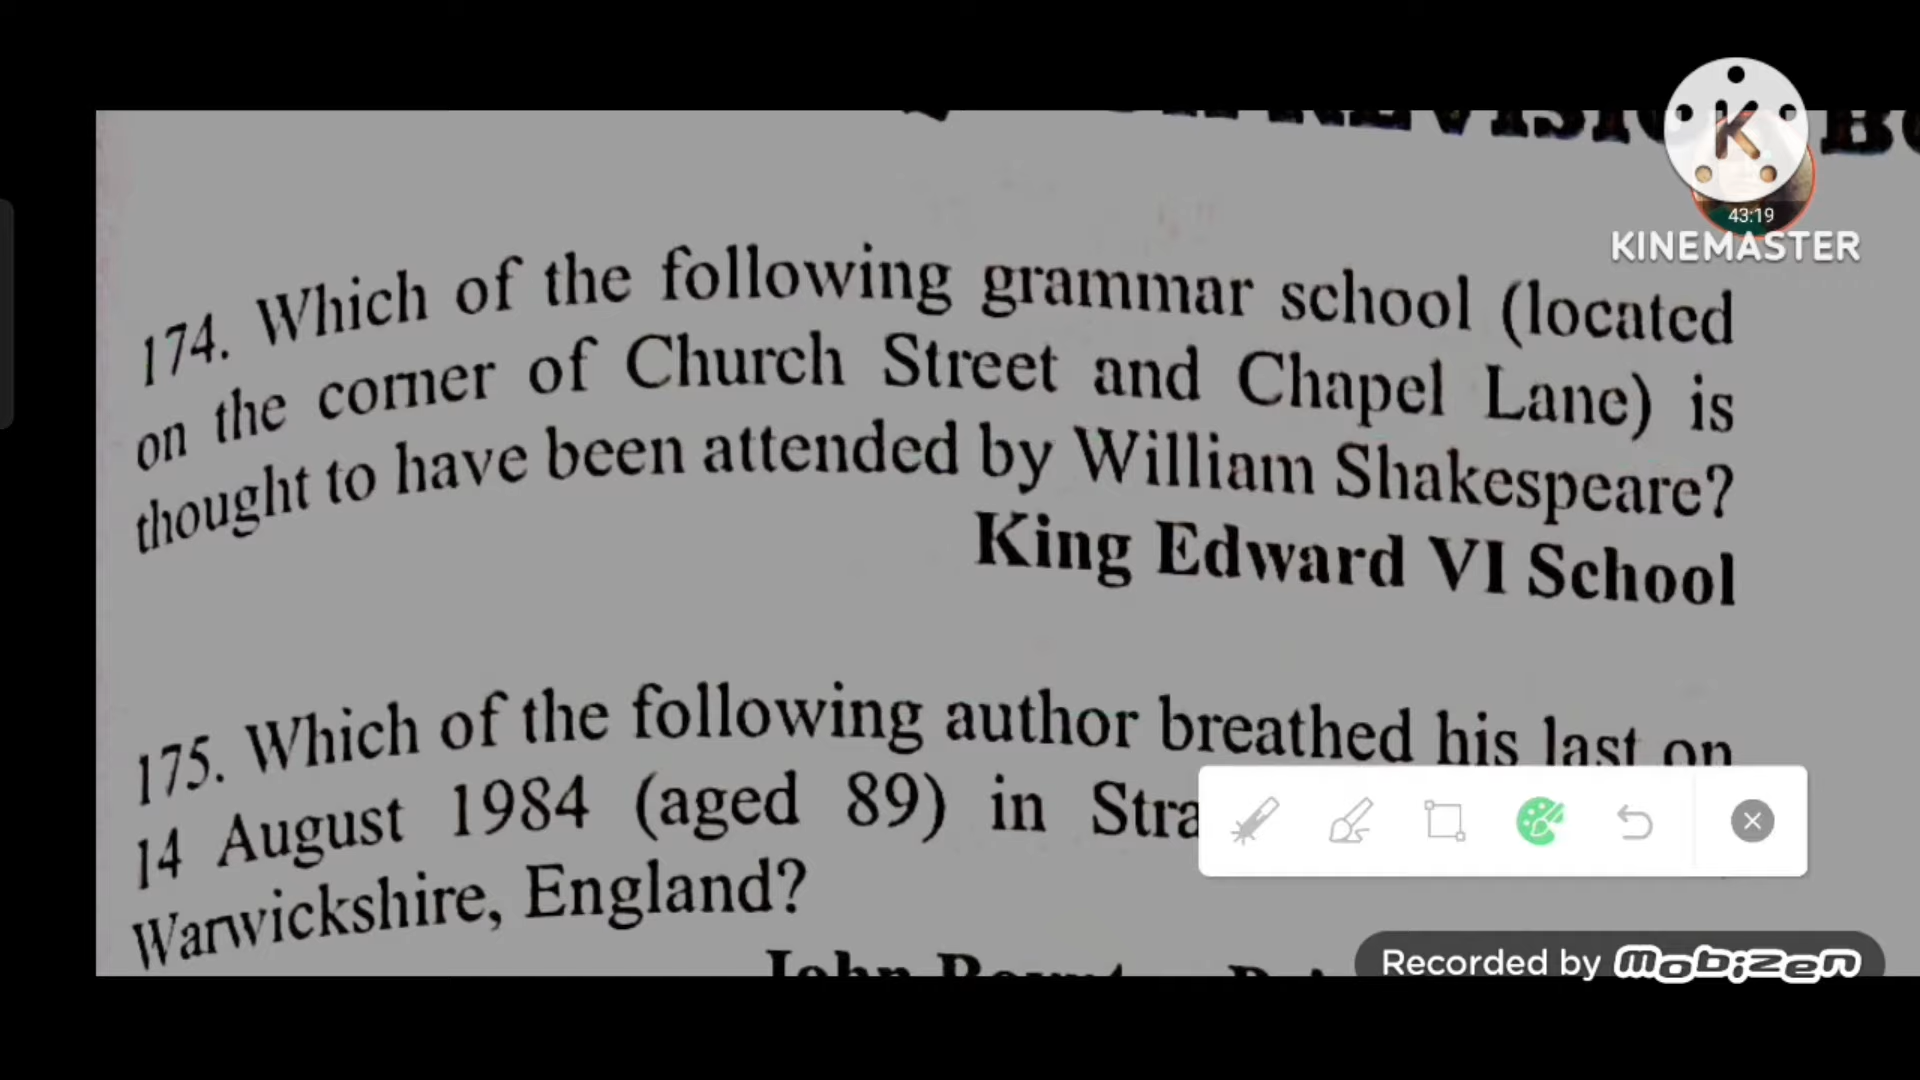 REVISION
K
43:19
KINEMASTER
174. Which of the following grammar school (located
on the corner of Church Street and Chapel Lane) is
thought to have been attended by William Shakespeare?
King Edward VI School
175. Which of the following author breathed his last on
14 August 1984 (aged 89) in
Warwickshire, England?
John
Recorded by mobizen